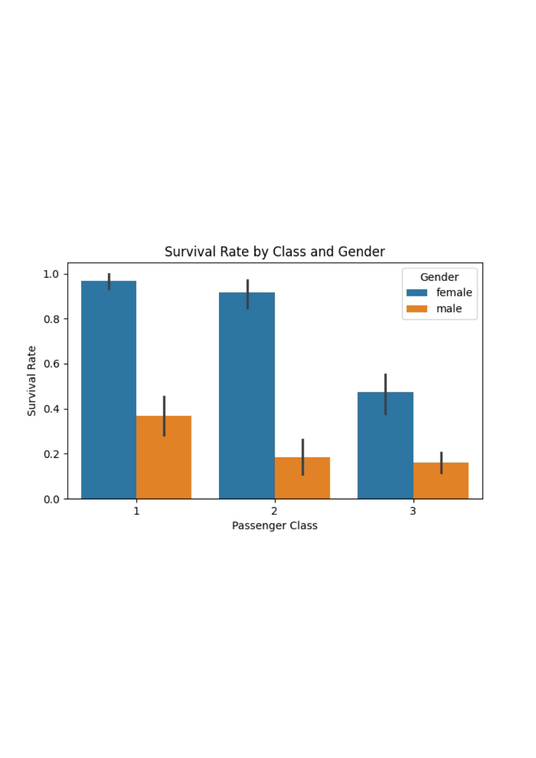 Survival Rate by Class and Gender
Gender
female
male
1.0
0.8
0.6
0.4
0.2
0.0
Survival Rate
1 2 3
Passenger Class